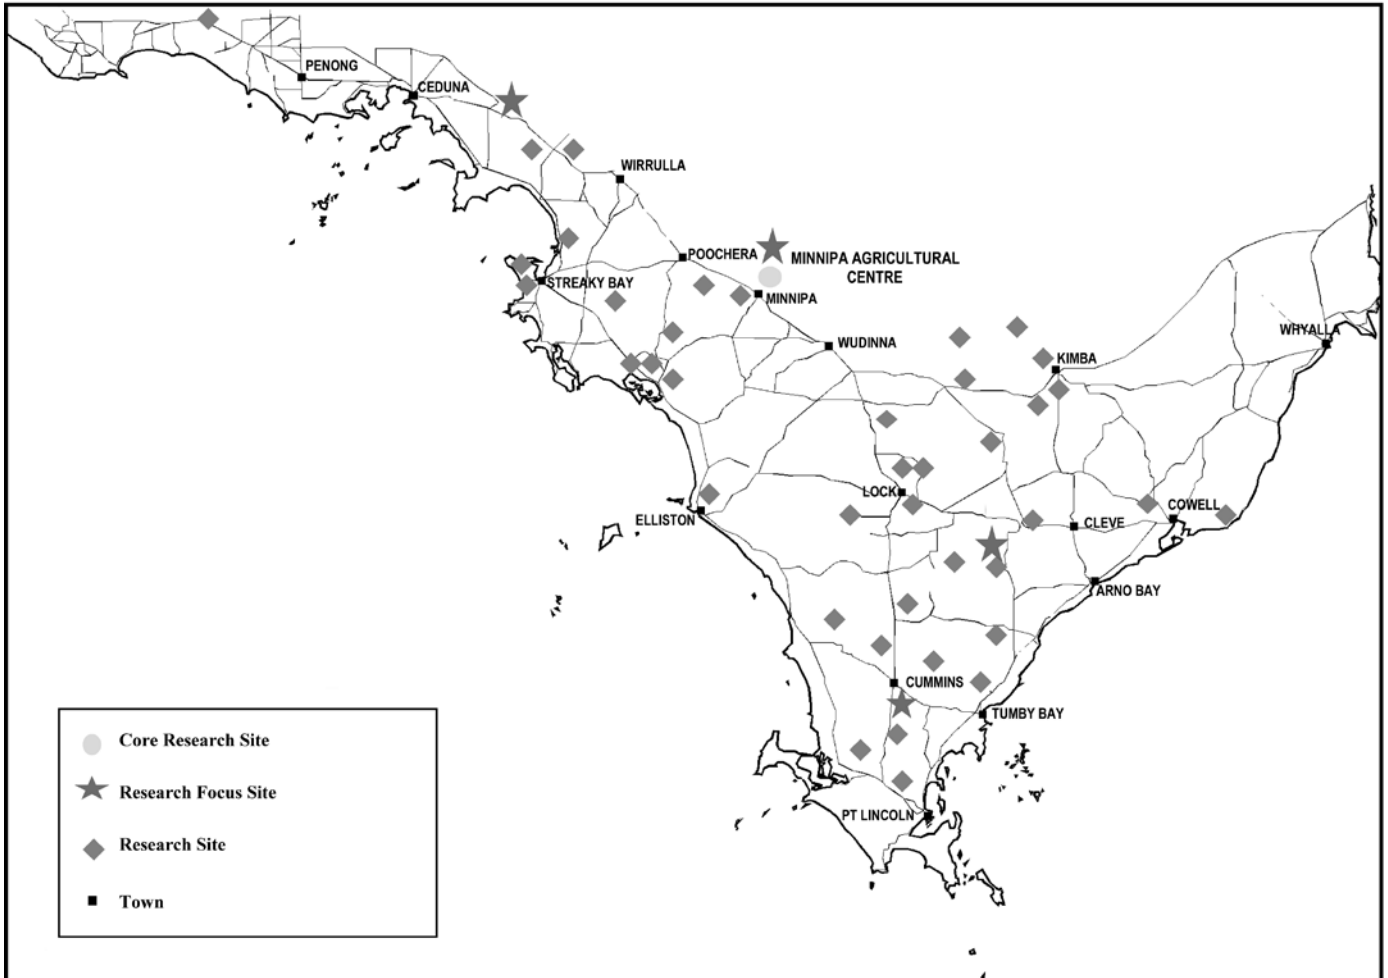 PENONG
CEDUNA
WIRRULLA
POOCHERA
MINNIPA AGRICULTURAL
CENTRE
STREAKY BAY
MINNIPA
WHYALLA
WUDINNA
KIMBA
LOCK
COWELL
ELLISTON
CLEVE
ARNO BAY
CUMMINS
TUMBY BAY
PT LINCOLN
Core Research Site
Research Focus Site
Research Site
Town